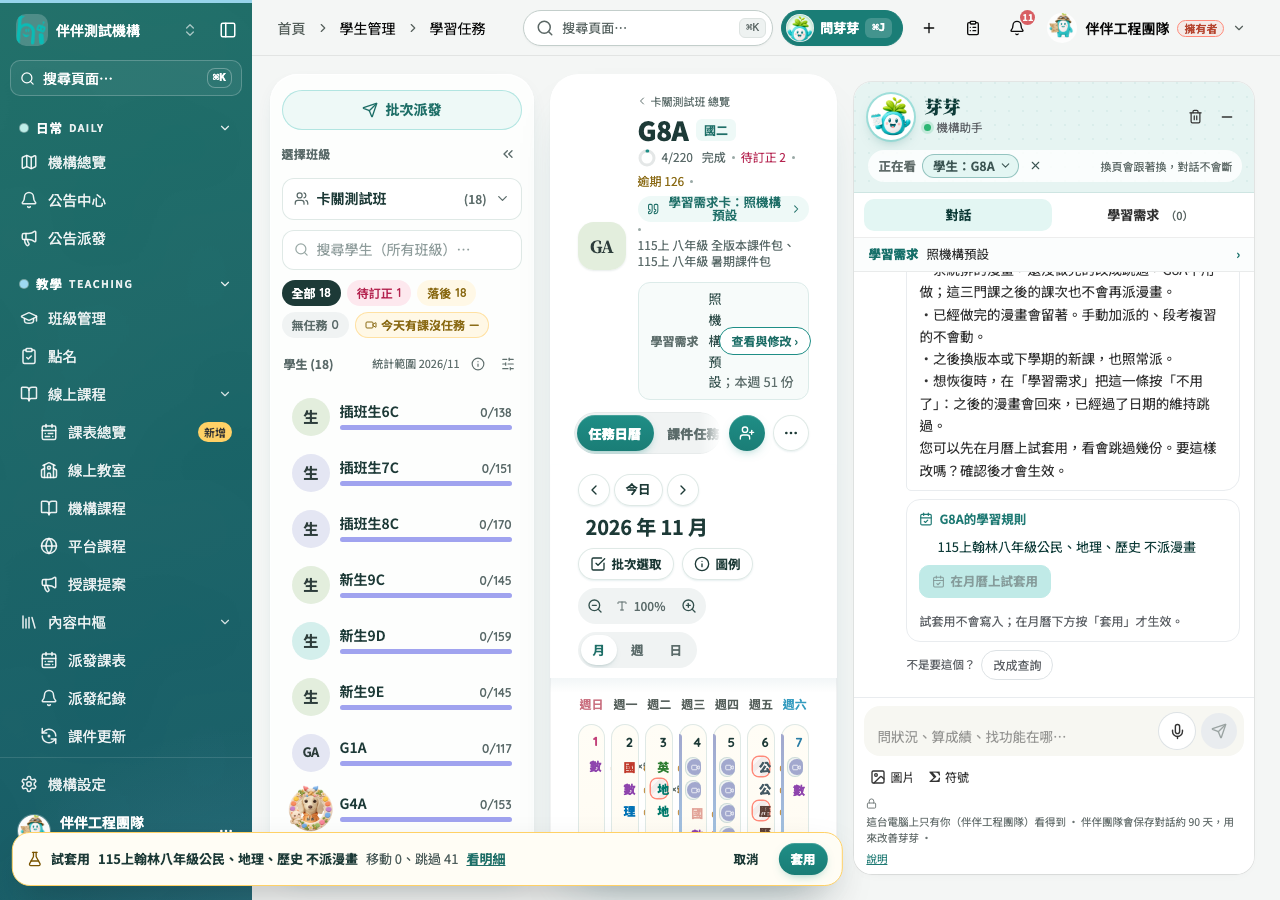 伴伴測試機構
搜尋頁面… ⌘K
日常 DAILY
機構總覽
公告中心
公告派發
教學 TEACHING
班級管理
點名
線上課程
課表總覽 新增
線上教室
機構課程
平台課程
授課提案
內容中樞
派發課表
派發紀錄
課件更新
機構設定
伴伴工程團隊
首頁 > 學生管理 > 學習任務
搜尋頁面… ⌘K
問芽芽 ⌘J
11
伴伴工程團隊 擁有者
批次派發
選擇班級
卡關測試班 (18)
搜尋學生（所有班級）…
全部 18 待訂正 1 落後 18
無任務 0 今天有課沒任務 —
學生 (18) 統計範圍 2026/11
生 插班生6C 0/138
生 插班生7C 0/151
生 插班生8C 0/170
生 新生9C 0/145
生 新生9D 0/159
生 新生9E 0/145
GA G1A 0/117
G4A 0/153
卡關測試班 總覽
G8A 國二
4/220 完成 • 待訂正 2 •
逾期 126 •
學習需求卡：照機構
預設
•
GA
115上 八年級 全版本課件包、
115上 八年級 暑期課件包
學習需求
照
機
構
預
設；本週 51 份
查看與修改 ›
任務日曆 課件任務
今日
2026 年 11 月
批次選取 圖例
100%
月 週 日
週日 週一 週二 週三 週四 週五 週六
1 2 3 4 5 6 7
數 國 英 公
數 地 公 數
理 地 國 歷
芽芽
機構助手
正在看 學生：G8A 換頁會跟著換，對話不會斷
對話 學習需求 (0)
學習需求 照機構預設 ›
做；這三門課之後的課次也不會再派漫畫。
・已經做完的漫畫會留著。手動加派的、段考複習
的不會動。
・之後換版本或下學期的新課，也照常派。
・想恢復時，在「學習需求」把這一條按「不用
了」：之後的漫畫會回來，已經過了日期的維持跳
過。
您可以先在月曆上試套用，看會跳過幾份。要這樣
改嗎？確認後才會生效。
G8A的學習規則
115上翰林八年級公民、地理、歷史 不派漫畫
在月曆上試套用
試套用不會寫入；在月曆下方按「套用」才生效。
不是要這個？ 改成查詢
問狀況、算成績、找功能在哪…
圖片 Σ 符號
這台電腦上只有你（伴伴工程團隊）看得到 ・ 伴伴團隊會保存對話約 90 天，用
來改善芽芽 ・
說明
試套用 115上翰林八年級公民、地理、歷史 不派漫畫 移動 0、跳過 41 看明細 取消 套用